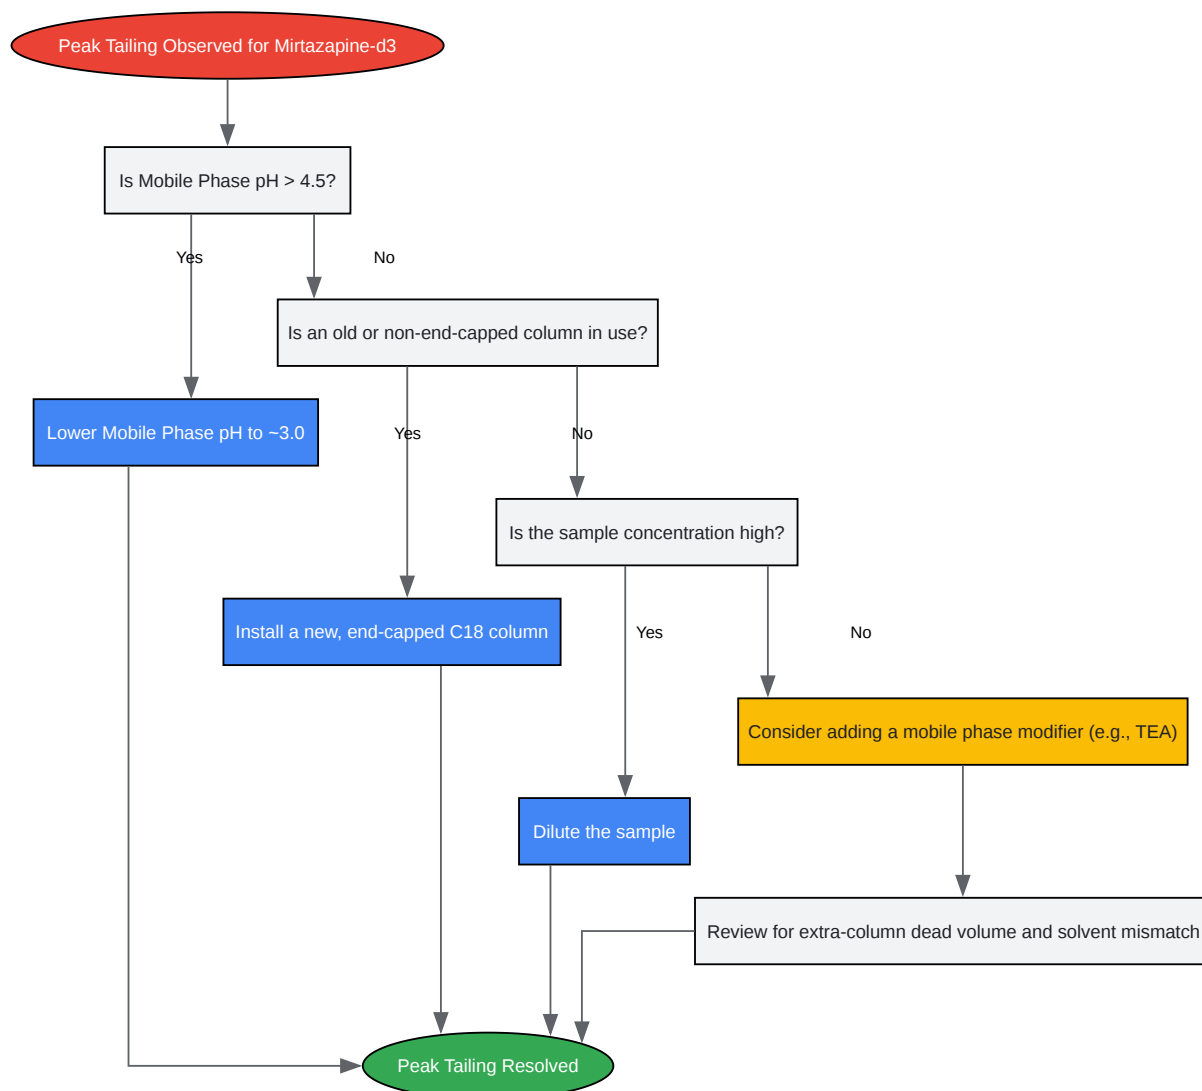 Peak Tailing Observed for Mirtazapine-d3
Is Mobile Phase pH > 4.5?
Yes
No
Is an old or non-end-capped column in use?
Lower Mobile Phase pH to ~3.0
Yes
No
Is the sample concentration high?
Install a new, end-capped C18 column
Yes
No
Consider adding a mobile phase modifier (e.g., TEA)
Dilute the sample
Review for extra-column dead volume and solvent mismatch
Peak Tailing Resolved